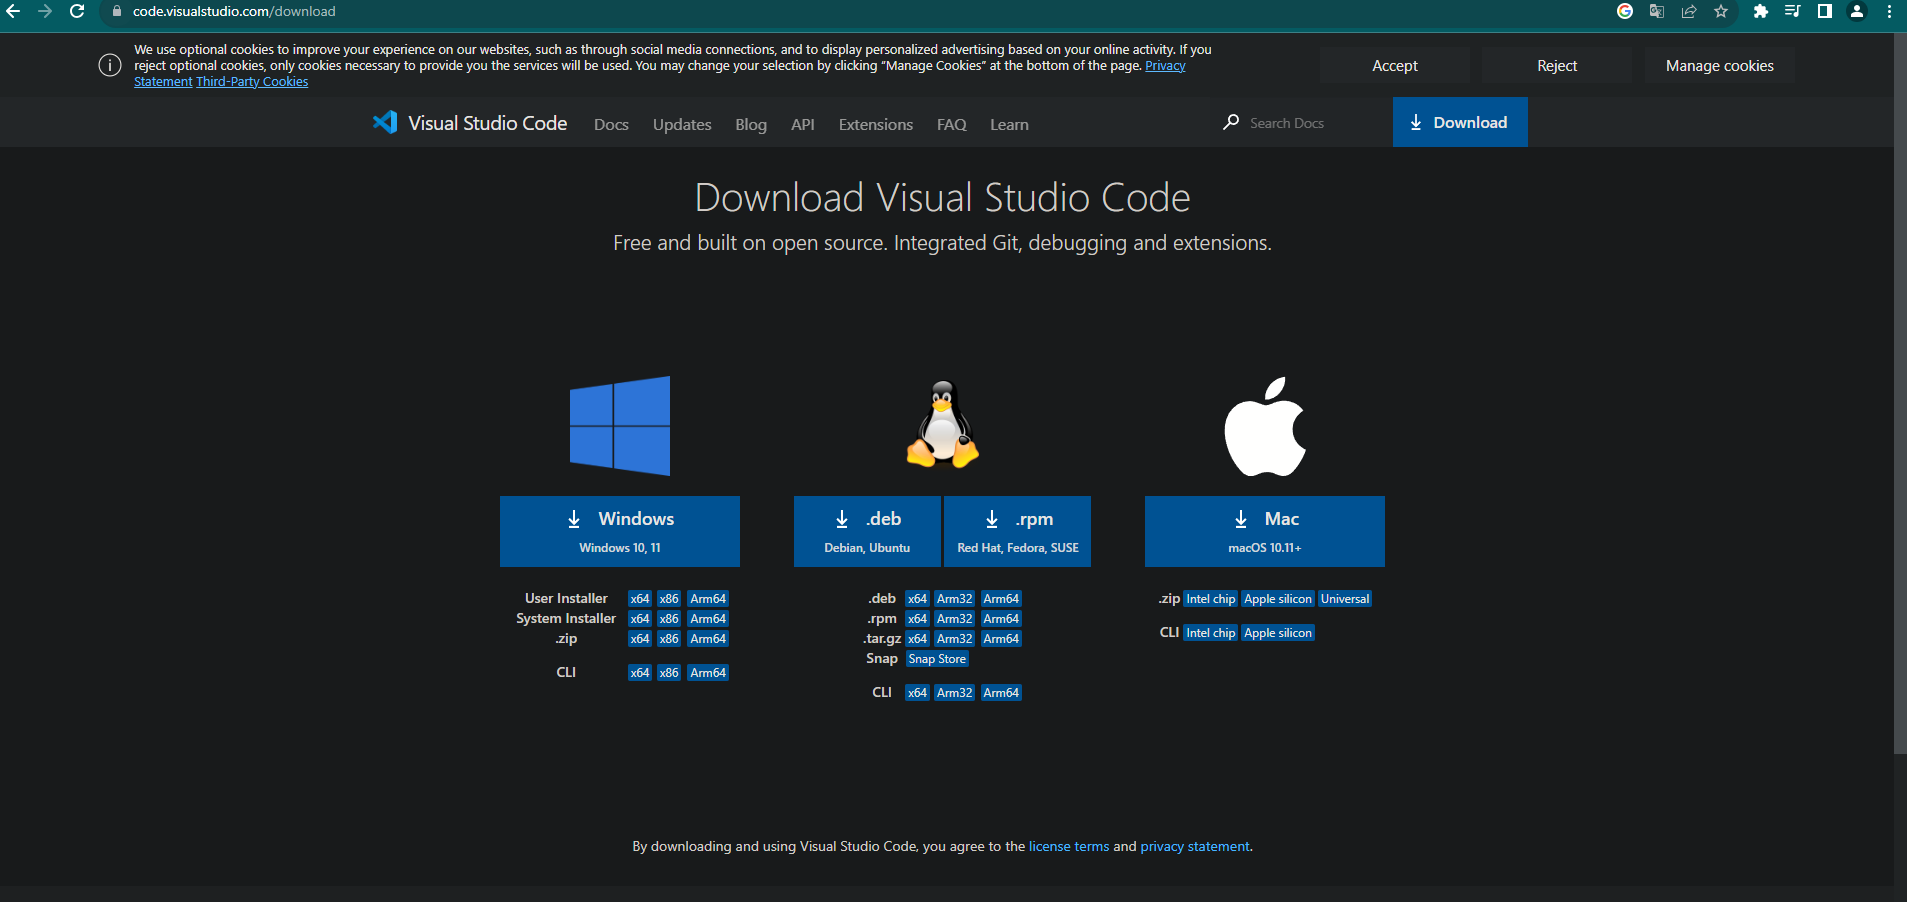 code.visualstudio.com/download
We use optional cookies to improve your experience on our websites, such as through social media connections, and to display personalized advertising based on your online activity. If you
reject optional cookies, only cookies necessary to provide you the services will be used. You may change your selection by clicking “Manage Cookies” at the bottom of the page. Privacy
Statement Third-Party Cookies
Accept
Reject
Manage cookies
Visual Studio Code Docs Updates Blog API Extensions FAQ Learn Search Docs Download
Download Visual Studio Code
Free and built on open source. Integrated Git, debugging and extensions.
Windows
Windows 10, 11
User Installer x64 x86 Arm64
System Installer x64 x86 Arm64
.zip x64 x86 Arm64
CLI x64 x86 Arm64
.deb
Debian, Ubuntu
.rpm
Red Hat, Fedora, SUSE
.deb x64 Arm32 Arm64
.rpm x64 Arm32 Arm64
.tar.gz x64 Arm32 Arm64
Snap Snap Store
CLI x64 Arm32 Arm64
Mac
macOS 10.11+
.zip Intel chip Apple silicon Universal
CLI Intel chip Apple silicon
By downloading and using Visual Studio Code, you agree to the license terms and privacy statement.